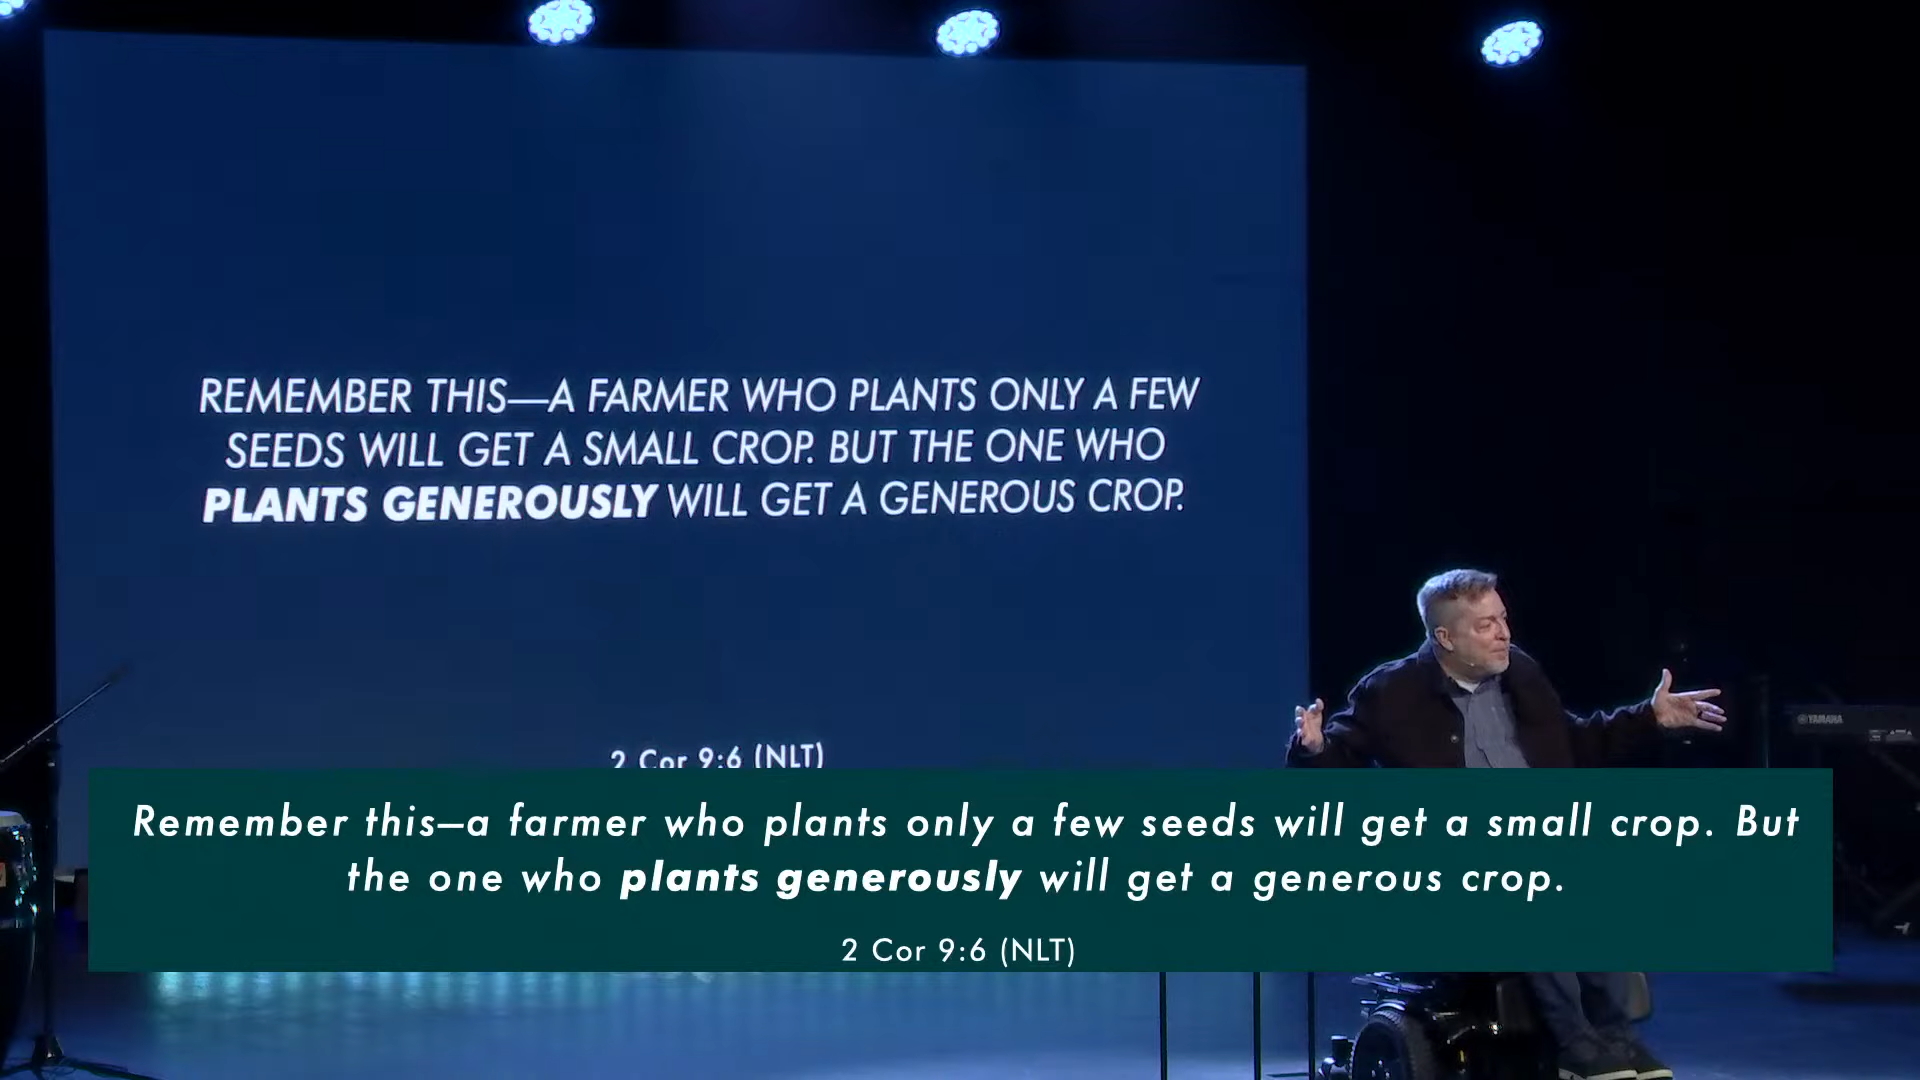 REMEMBER THIS—A FARMER WHO PLANTS ONLY A FEW
SEEDS WILL GET A SMALL CROP. BUT THE ONE WHO
PLANTS GENEROUSLY WILL GET A GENEROUS CROP.
2 Cor 9:6 (NLT)
YAMAHA
Remember this—a farmer who plants only a few seeds will get a small crop. But
the one who plants generously will get a generous crop.
2 Cor 9:6 (NLT)